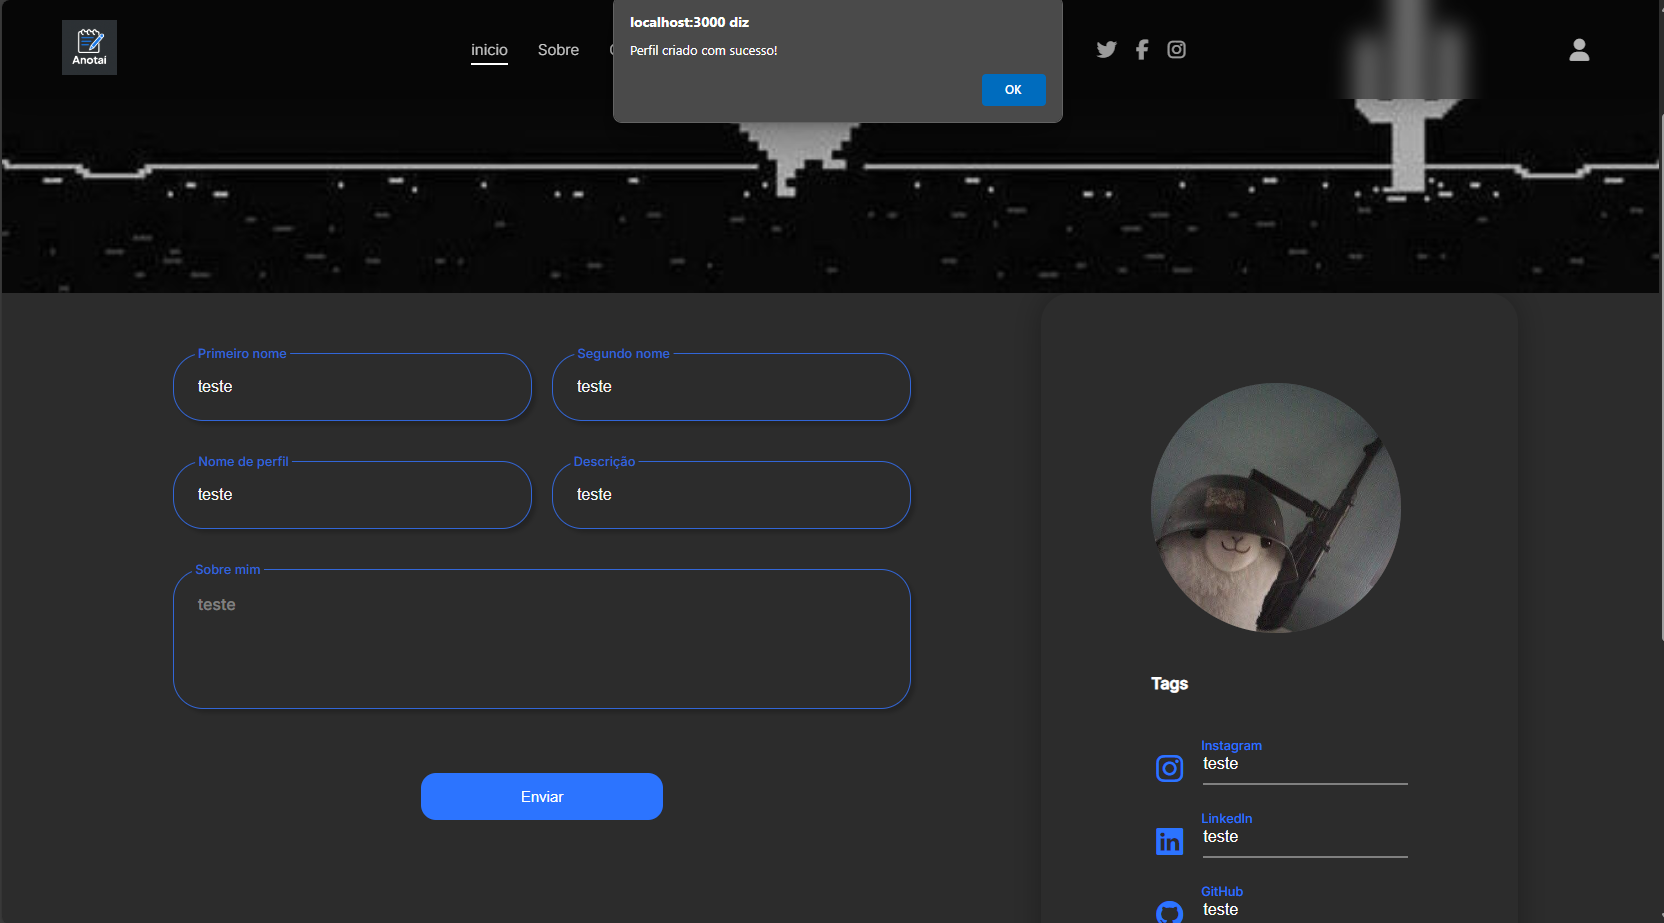 Anotaí
inicio
Sobre
localhost:3000 diz
Perfil criado com sucesso!
OK
Primeiro nome
teste
Segundo nome
teste
Nome de perfil
teste
Descrição
teste
Sobre mim
teste
Enviar
Tags
Instagram
teste
LinkedIn
teste
GitHub
teste